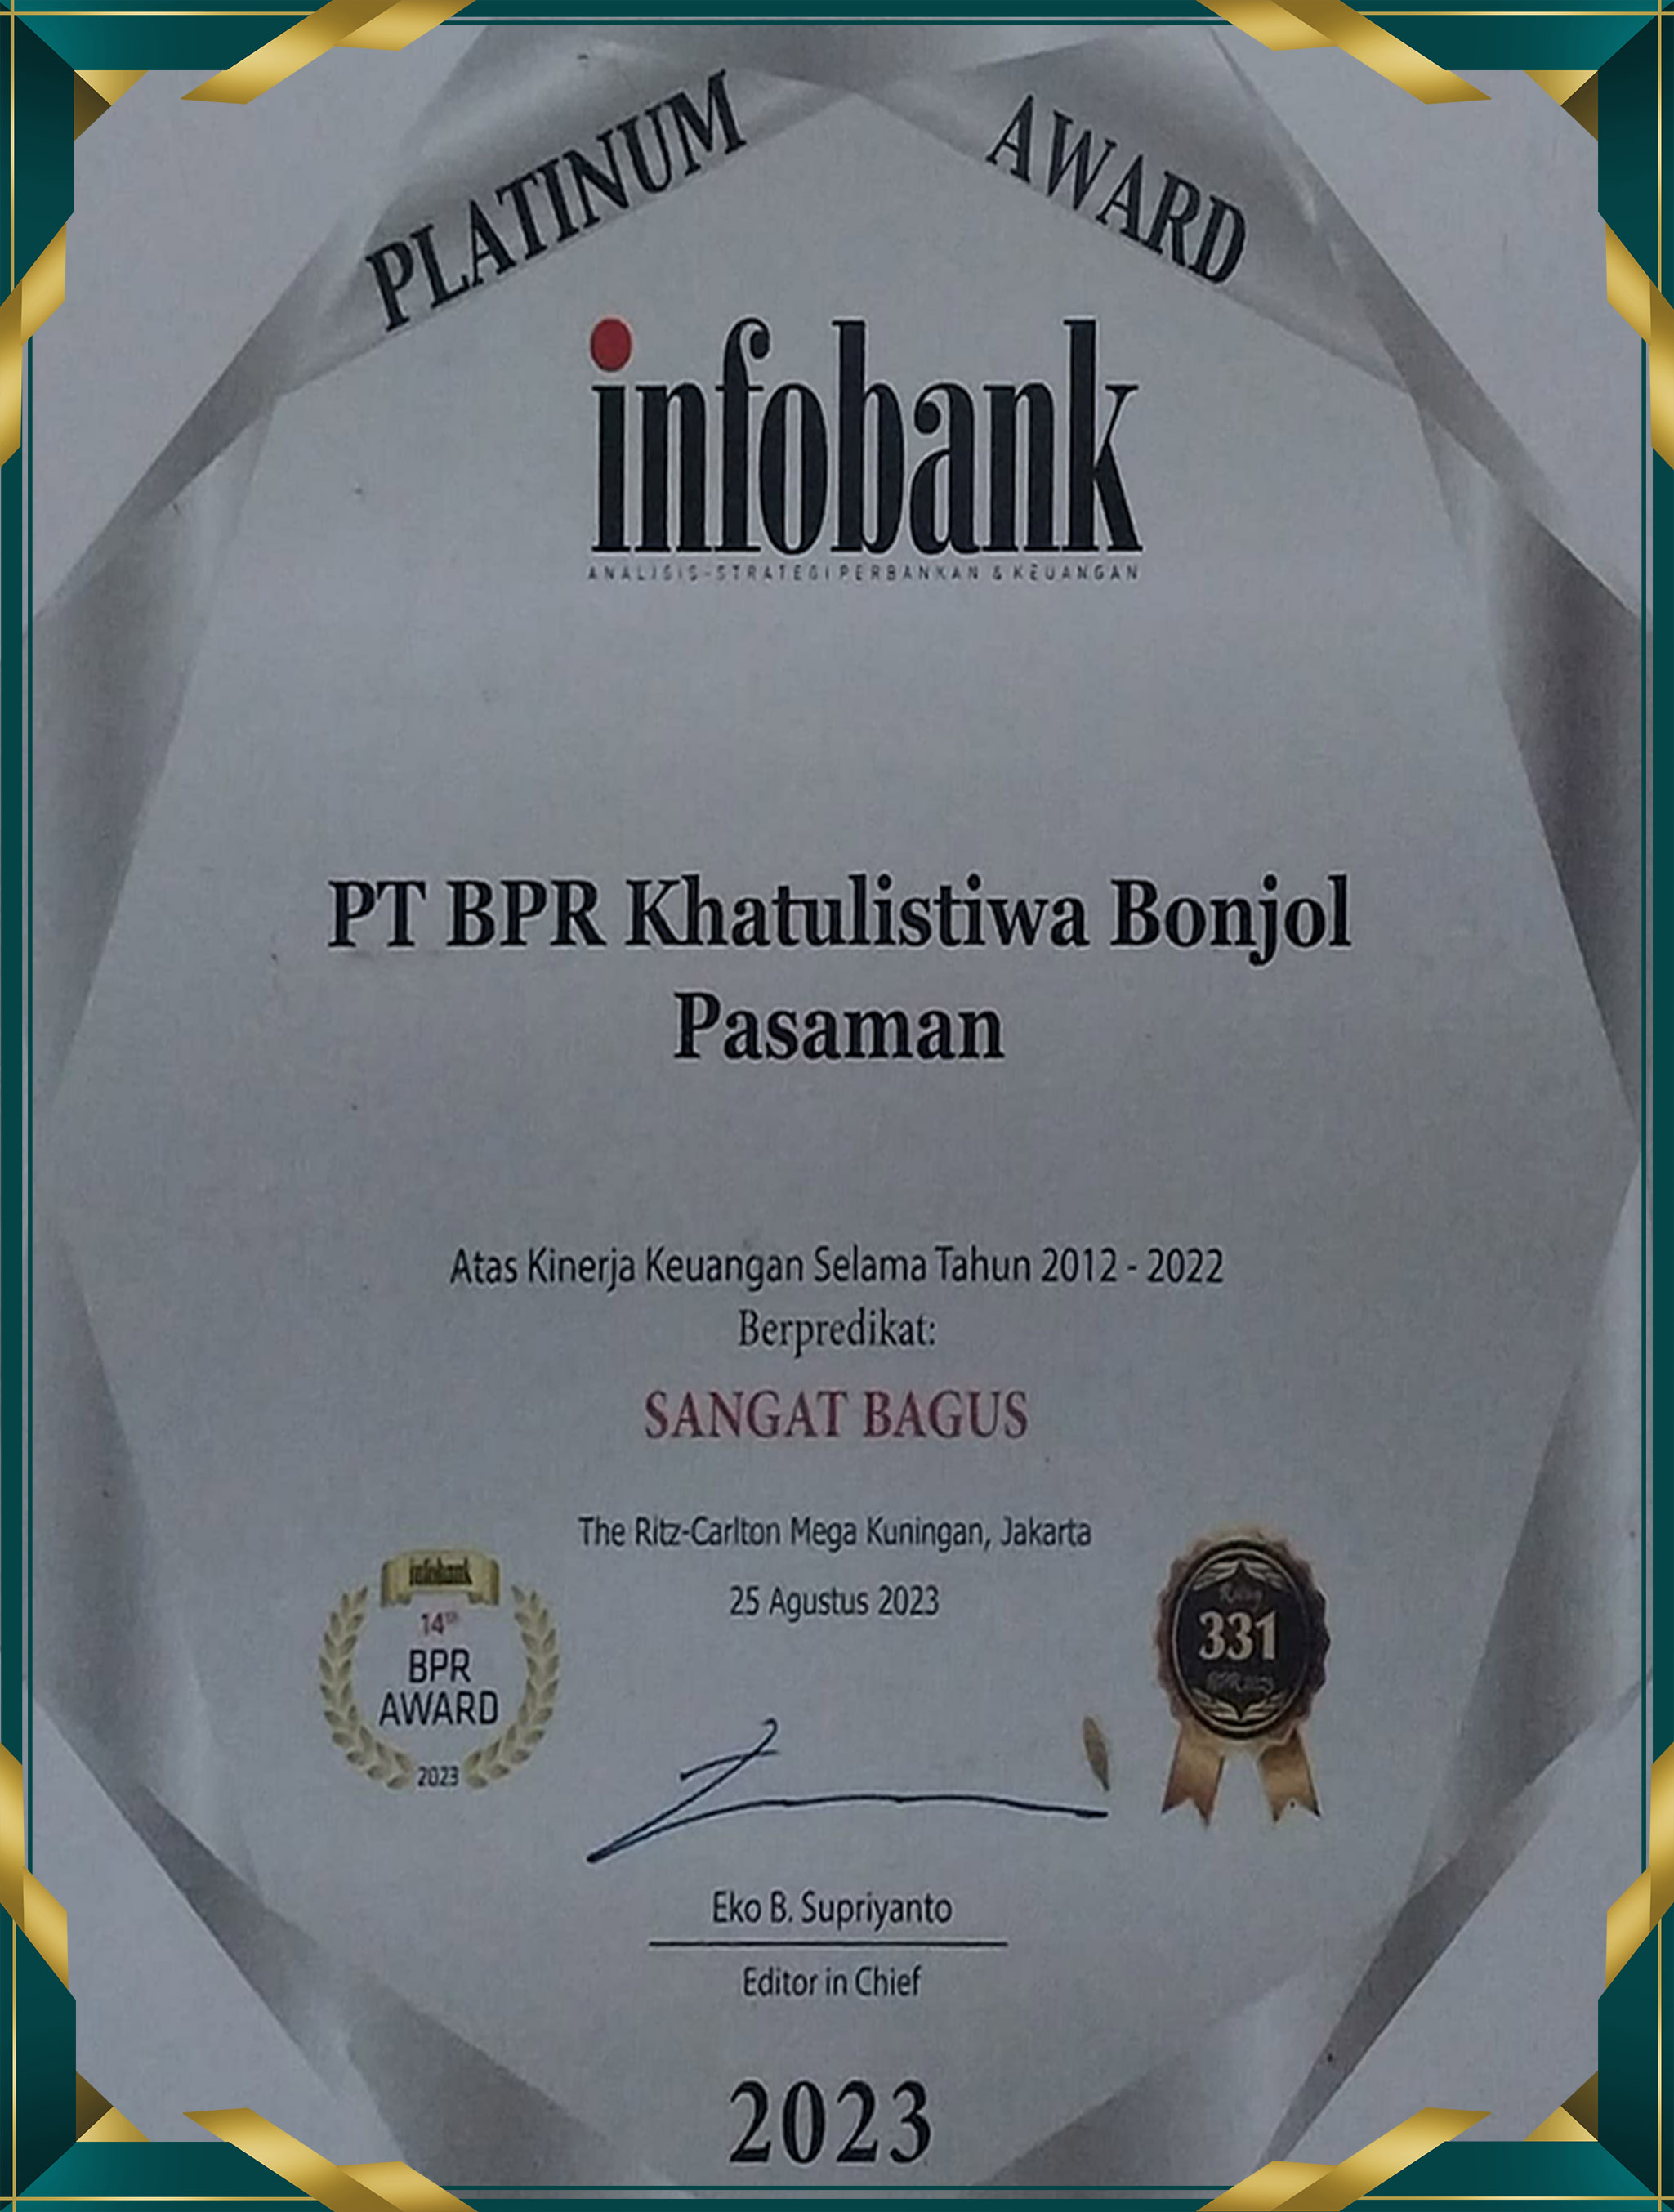 PLATINUM AWARD
infobank
ANALISIS-STRATEGI PERBANKAN & KEUANGAN
PT BPR Khatulistiwa Bonjol
Pasaman
Atas Kinerja Keuangan Selama Tahun 2012 - 2022
Berpredikat:
SANGAT BAGUS
The Ritz-Carlton Mega Kuningan, Jakarta
25 Agustus 2023
infobank
14th
BPR
AWARD
2023
331
Eko B. Supriyanto
Editor in Chief
2023